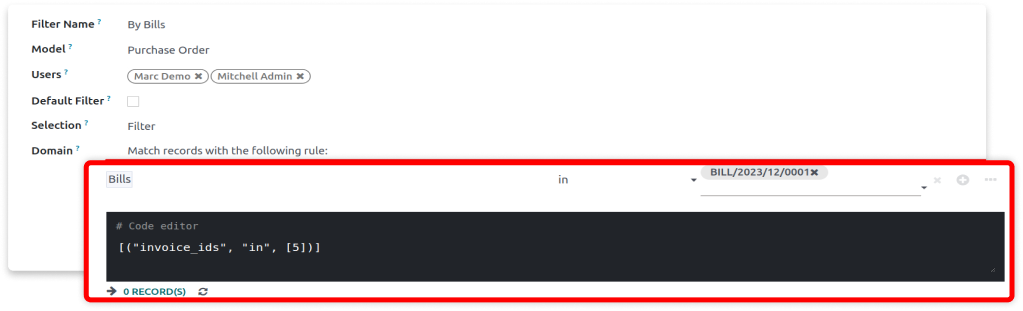 Filter Name ? By Bills
Model ? Purchase Order
Users ? Marc Demo ✖ Mitchell Admin ✖
Default Filter ?
Selection ? Filter
Domain ? Match records with the following rule:
Bills in BILL/2023/12/0001✖
# Code editor
[("invoice_ids", "in", [5])]
0 RECORD(S)